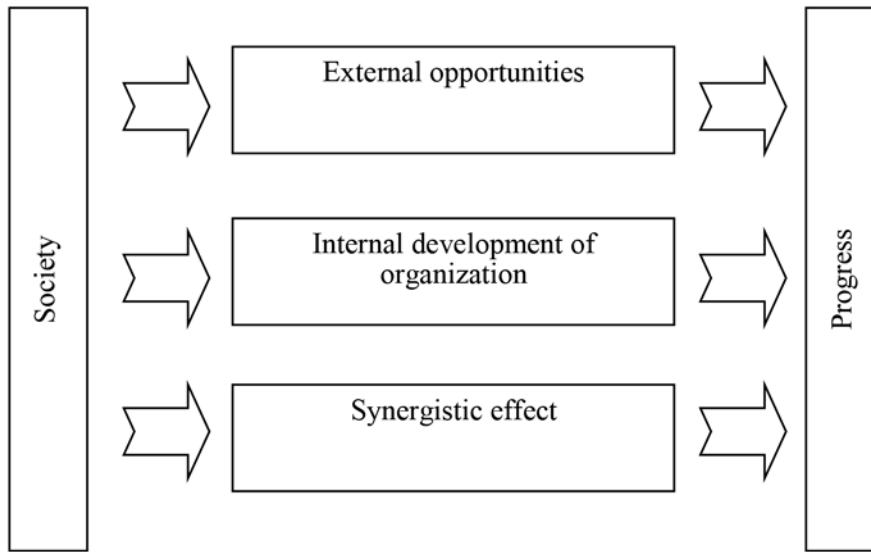 Society
External opportunities
Internal development of
organization
Synergistic effect
Progress